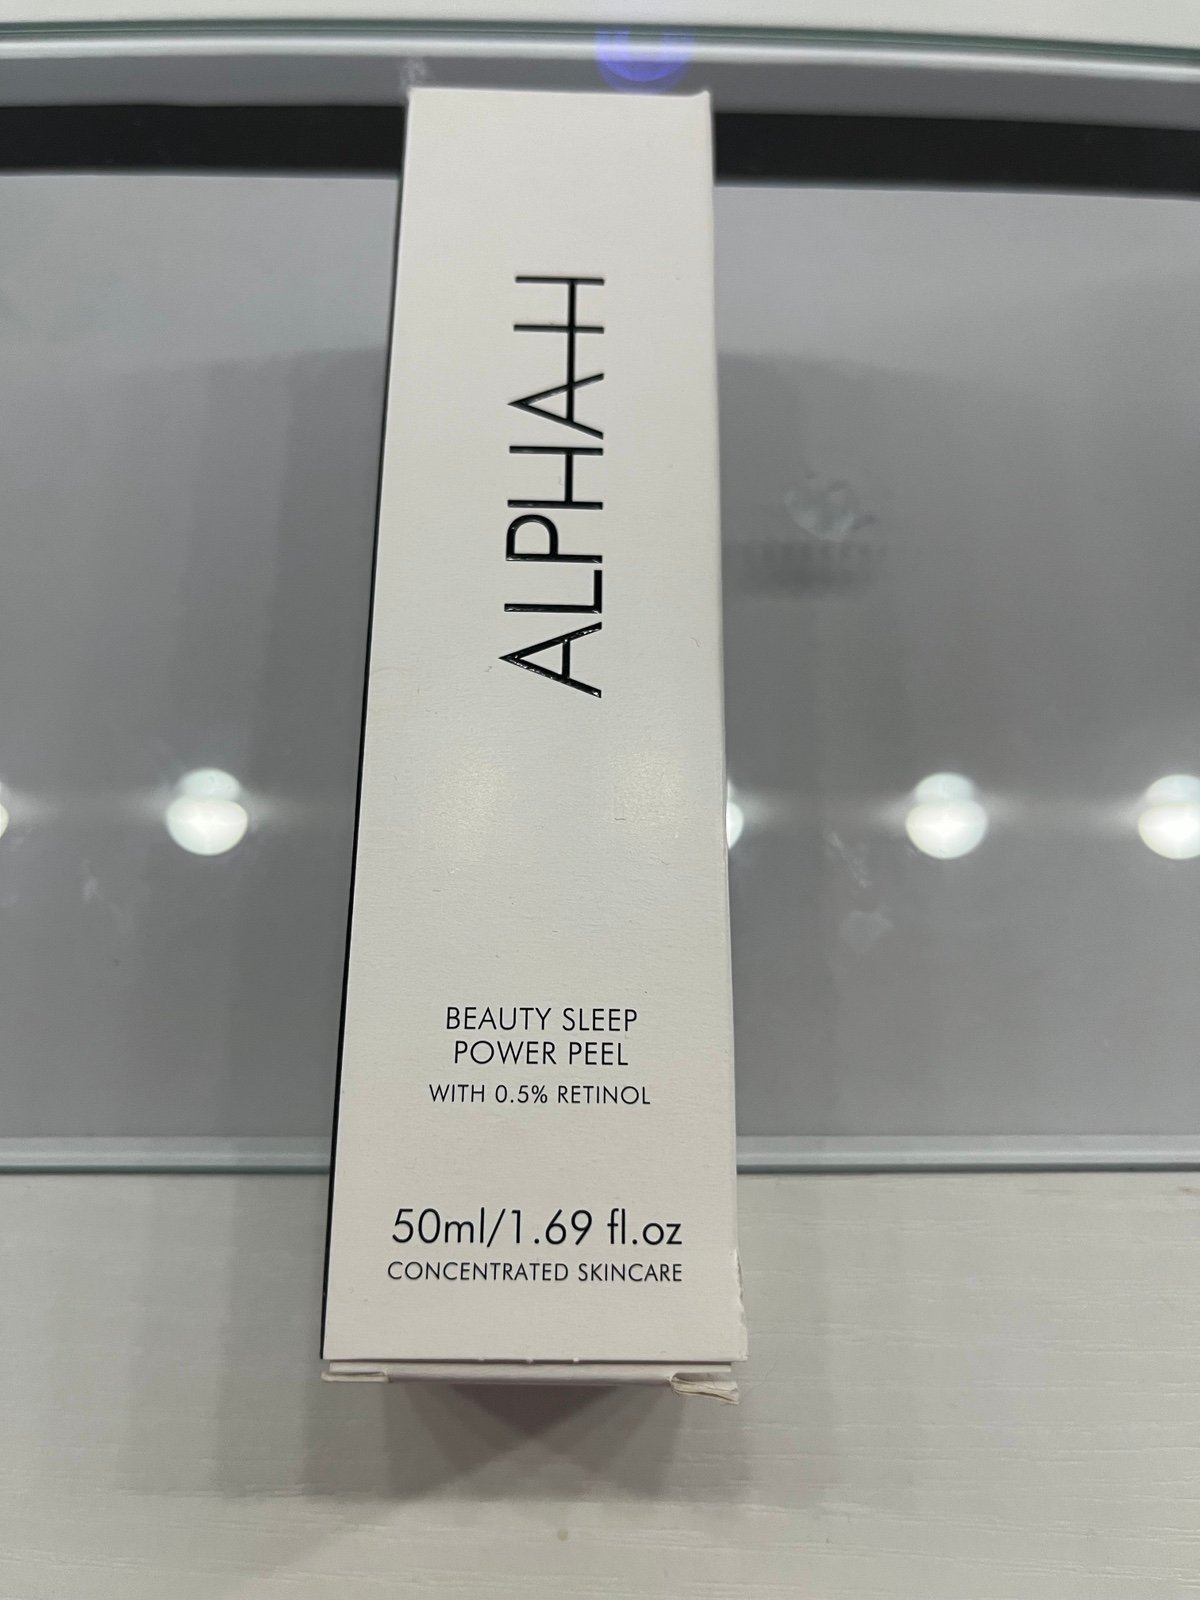 ALPHAH
BEAUTY SLEEP
POWER PEEL
WITH 0.5% RETINOL
50ml/1.69 fl.oz
CONCENTRATED SKINCARE